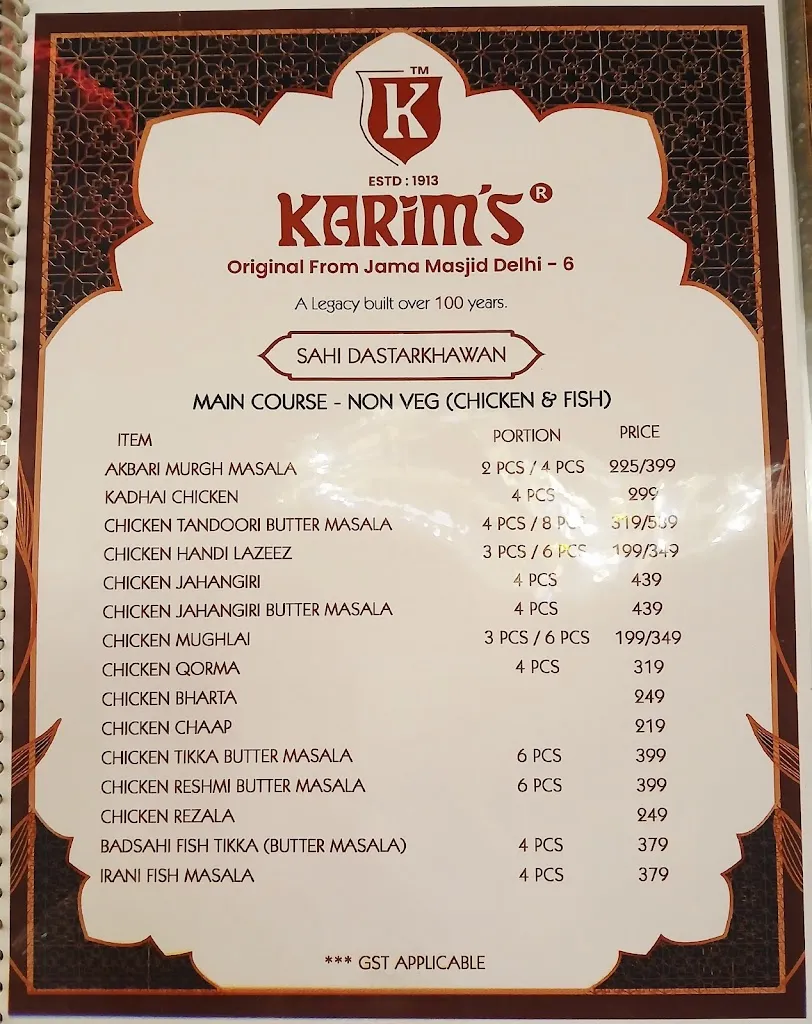 TM
K
ESTD : 1913
KARIM'S ®
Original From Jama Masjid Delhi - 6
A Legacy built over 100 years.
SAHI DASTARKHAWAN
MAIN COURSE - NON VEG (CHICKEN & FISH)
ITEM PORTION PRICE
AKBARI MURGH MASALA 2 PCS / 4 PCS 225/399
KADHAI CHICKEN 4 PCS 299
CHICKEN TANDOORI BUTTER MASALA 4 PCS / 8 PCS
CHICKEN HANDI LAZEEZ 3 PCS / 6 PCS 199/349
CHICKEN JAHANGIRI 4 PCS 439
CHICKEN JAHANGIRI BUTTER MASALA 4 PCS 439
CHICKEN MUGHLAI 3 PCS / 6 PCS 199/349
CHICKEN QORMA 4 PCS 319
CHICKEN BHARTA 249
CHICKEN CHAAP 219
CHICKEN TIKKA BUTTER MASALA 6 PCS 399
CHICKEN RESHMI BUTTER MASALA 6 PCS 399
CHICKEN REZALA 249
BADSAHI FISH TIKKA (BUTTER MASALA) 4 PCS 379
IRANI FISH MASALA 4 PCS 379
*** GST APPLICABLE